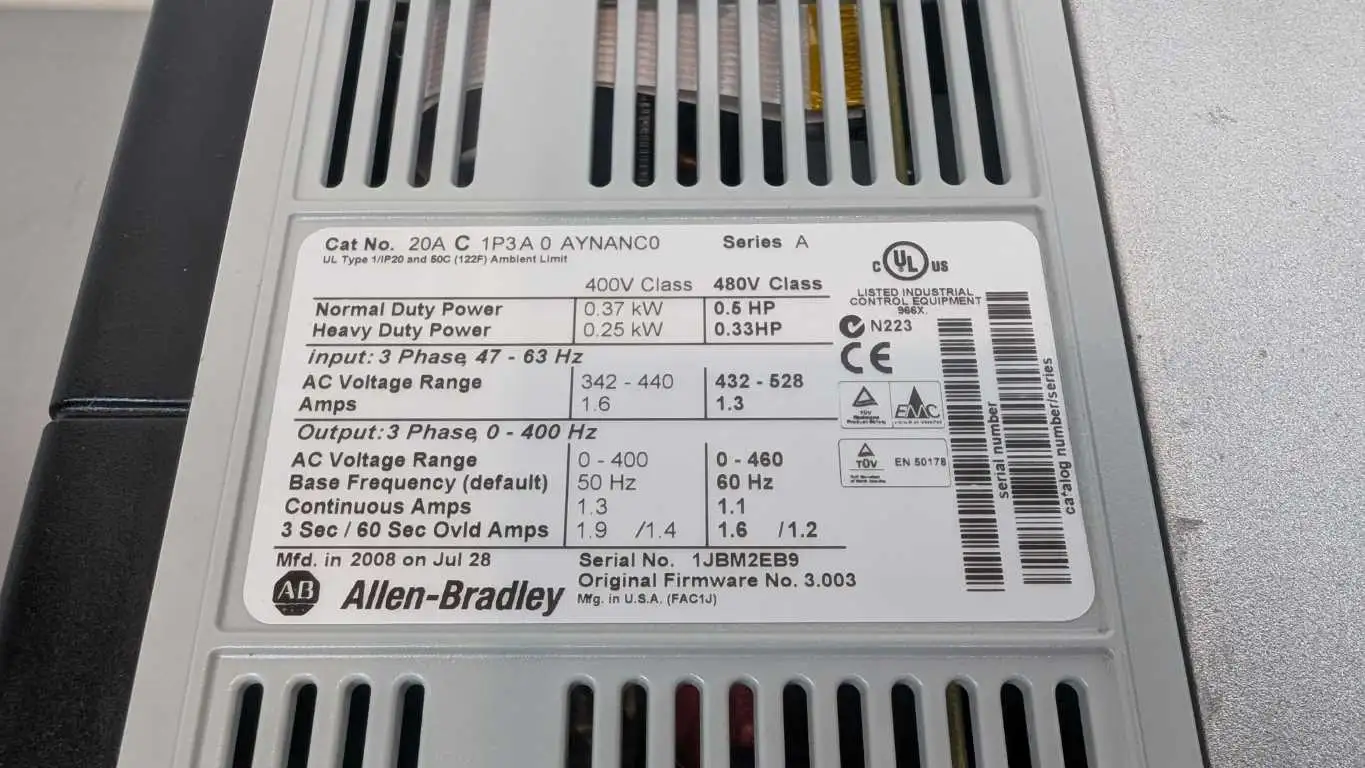 Cat No. 20A C 1P3 A 0 AYNANC0 Series A
UL Type 1/IP20 and 50C (122F) Ambient Limit
400V Class 480V Class
Normal Duty Power 0.37 kW 0.5 HP
Heavy Duty Power 0.25 kW 0.33HP
Input: 3 Phase, 47 - 63 Hz
AC Voltage Range 342 - 440 432 - 528
Amps 1.6 1.3
Output: 3 Phase, 0 - 400 Hz
AC Voltage Range 0 - 400 0 - 460
Base Frequency (default) 50 Hz 60 Hz
Continuous Amps 1.3 1.1
3 Sec / 60 Sec Ovld Amps 1.9 /1.4 1.6 /1.2
Mfd. in 2008 on Jul 28 Serial No. 1JBM2EB9
Original Firmware No. 3.003
AB Allen-Bradley Mfg. in U.S.A. (FAC1J)
C UL US
LISTED INDUSTRIAL
CONTROL EQUIPMENT
966X
N223
CE
TÜV EMC
Product Safety
TÜV EN 50178
serial number
catalog number/series